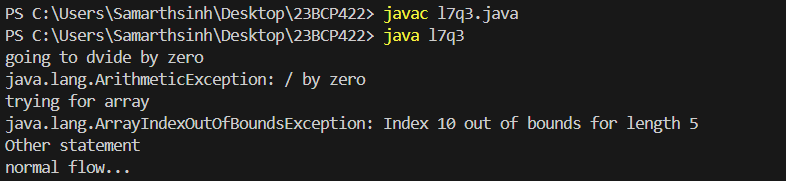 PS C:\Users\Samarthsinh\Desktop\23BCP422> javac l7q3.java
PS C:\Users\Samarthsinh\Desktop\23BCP422> java l7q3
going to dvide by zero
java.lang.ArithmeticException: / by zero
trying for array
java.lang.ArrayIndexOutOfBoundsException: Index 10 out of bounds for length 5
Other statement
normal flow...